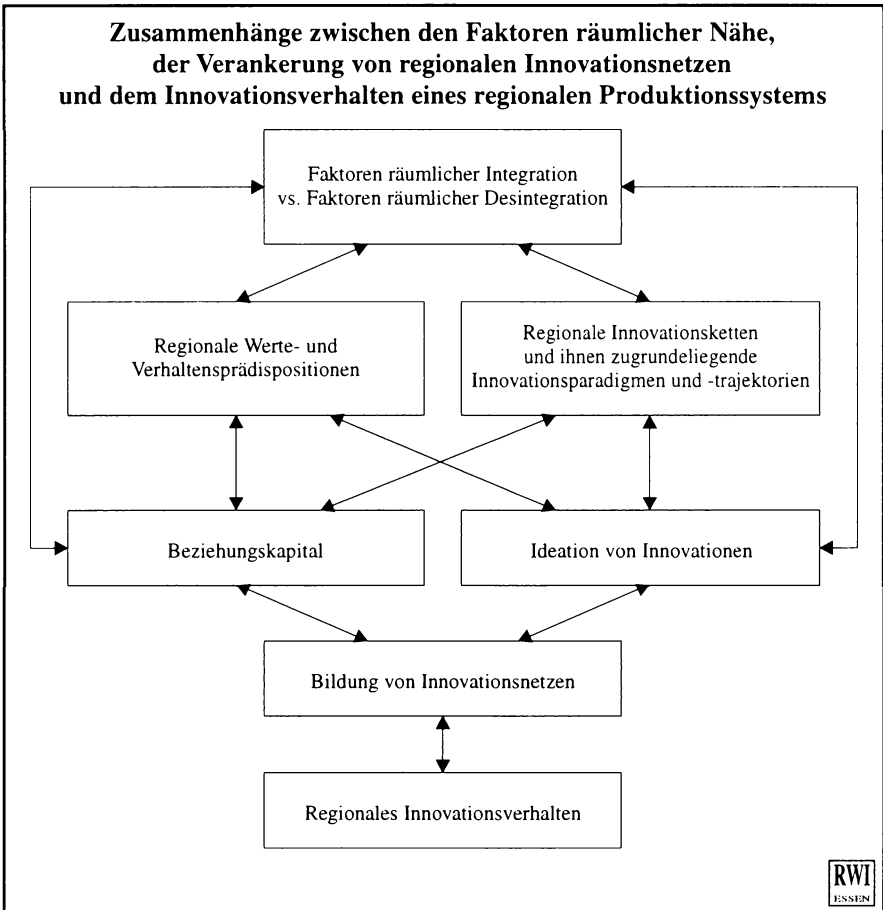 Zusammenhänge zwischen den Faktoren räumlicher Nähe,
der Verankerung von regionalen Innovationsnetzen
und dem Innovationsverhalten eines regionalen Produktionssystems
Faktoren räumlicher Integration
vs. Faktoren räumlicher Desintegration
Regionale Werte- und
Verhaltensprädispositionen
Regionale Innovationsketten
und ihnen zugrundeliegende
Innovationsparadigmen und -trajektorien
Beziehungskapital
Ideation von Innovationen
Bildung von Innovationsnetzen
Regionales Innovationsverhalten
RWI
ESSEN